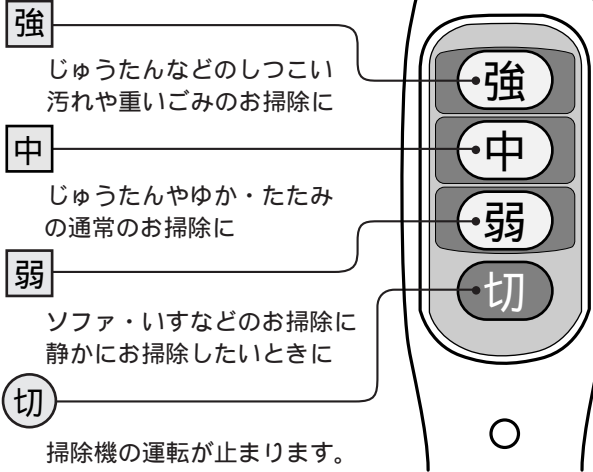 強
じゅうたんなどのしつこい
汚れや重いごみのお掃除に
中
じゅうたんやゆか・たたみ
の通常のお掃除に
弱
ソファ・いすなどのお掃除に
静かにお掃除したいときに
切
掃除機の運転が止まります。
強
中
弱
切